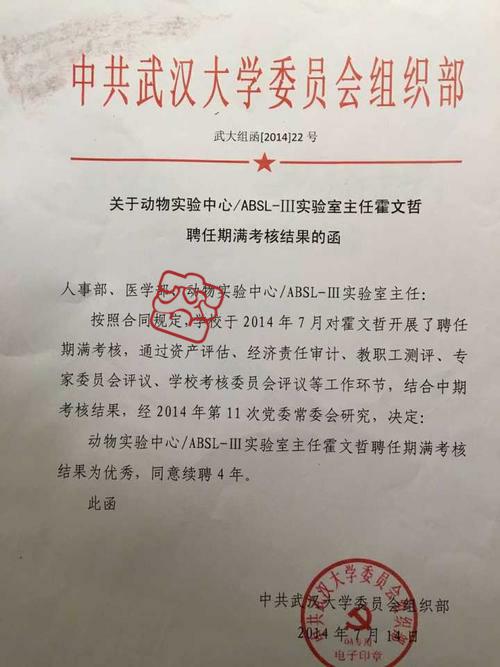 中共武汉大学委员会组织部
武大组函[2014]22 号
关于动物实验中心/ABSL-III实验室主任霍文哲
聘任期满考核结果的函
人事部、医学部、动物实验中心/ABSL-III实验室主任：
按照合同规定，学校于 2014 年 7 月对霍文哲开展了聘任
期满考核，通过资产评估、经济责任审计、教职工测评、专
家委员会评议、学校考核委员会评议等工作环节，结合中期
考核结果，经 2014 年第 11 次党委常委会研究，决定：
动物实验中心/ABSL-III实验室主任霍文哲聘任期满考核
结果为优秀，同意续聘 4 年。
此函
中共武汉大学委员会组织部
2014 年 7 月 14 日
中共武汉大学委员会组织部
OA专用
电子印章